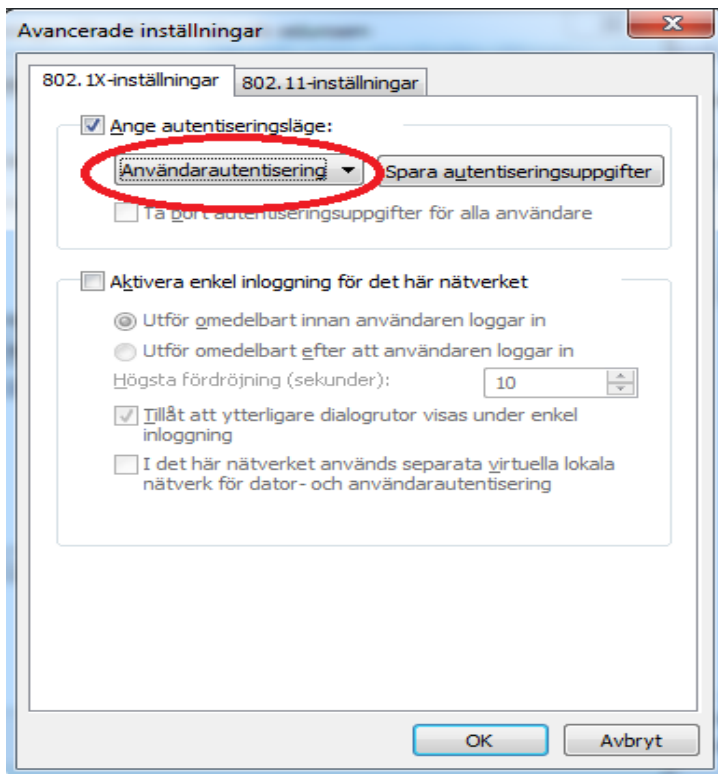 Avancerade inställningar
802.1X-inställningar 802.11-inställningar
Ange autentiseringsläge:
Användarautentisering Spara autentiseringsuppgifter
Ta bort autentiseringsuppgifter för alla användare
Aktivera enkel inloggning för det här nätverket
Utför omedelbart innan användaren loggar in
Utför omedelbart efter att användaren loggar in
Högsta fördröjning (sekunder): 10
Tillåt att ytterligare dialogrutor visas under enkel
inloggning
I det här nätverket används separata virtuella lokala
nätverk för dator- och användarautentisering
OK Avbryt